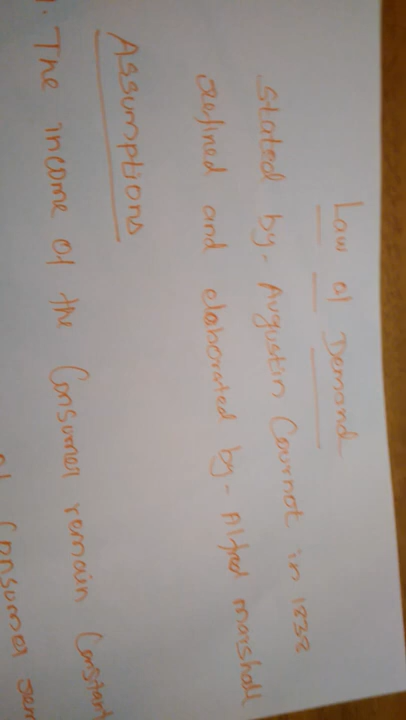 Law of Demand
Stated by - Augustin Cournot in 1838
Refined and elaborated by - Alfred marshall
Assumptions
1. The income of the Consumer remain Constant
of Consumer